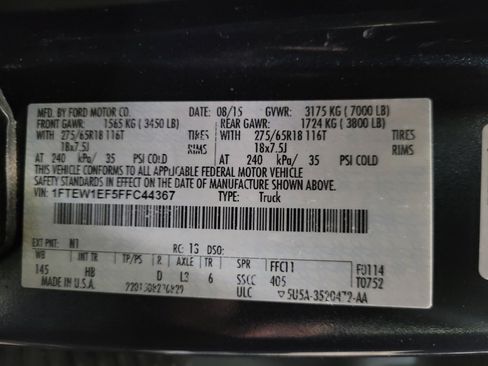 MFD. BY FORD MOTOR CO. DATE: 08/15 GVWR: 3175 KG ( 7000 LB)
FRONT GAWR: 1565 KG ( 3450 LB) REAR GAWR: 1724 KG ( 3800 LB)
WITH 275/65R18 116T TIRES WITH 275/65R18 116T TIRES
18x7.5J RIMS 18x7.5J RIMS
AT 240 kPa/ 35 PSI COLD AT 240 kPa/ 35 PSI COLD
THIS VEHICLE CONFORMS TO ALL APPLICABLE FEDERAL MOTOR VEHICLE
SAFETY STANDARDS IN EFFECT ON THE DATE OF MANUFACTURE SHOWN ABOVE.
VIN: 1FTEW1EF5FFC44367 TYPE: Truck
EXT PNT: N1 RC: 13 DSO:
WB INT TR TP/PS R AXLE TR SPR FFC11 F0114
145 HB D L3 6 SSCC 405 T0752
MADE IN U.S.A. ULC 5U5A-3520472-AA